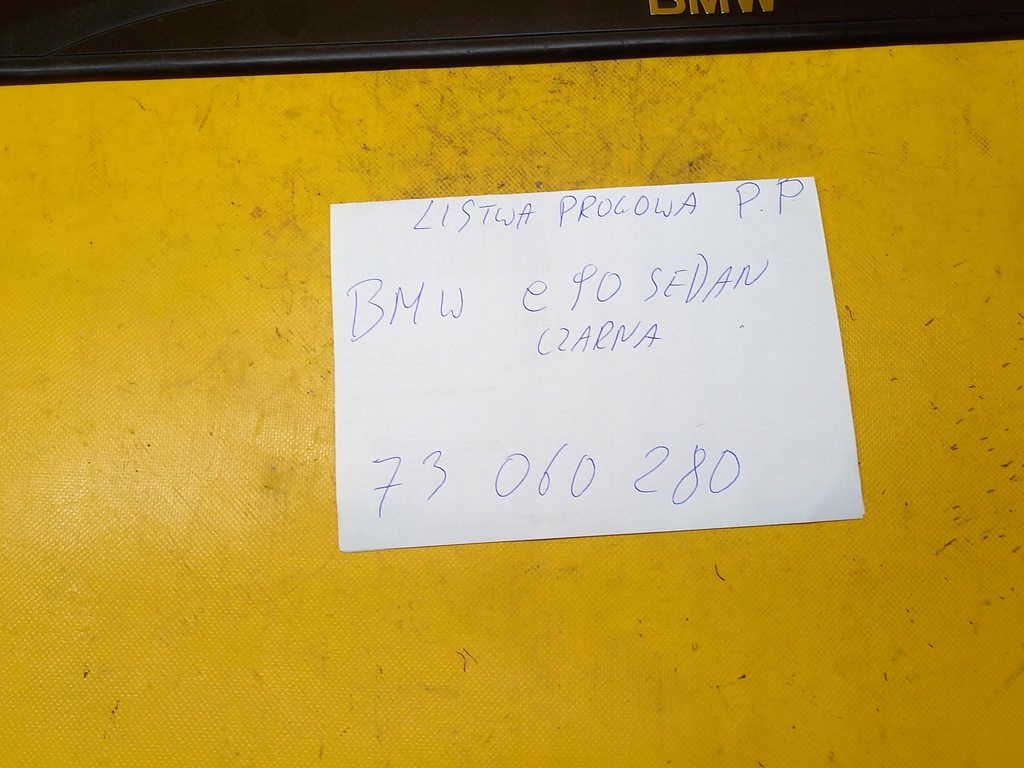 BMW
LISTWA PROGOWA P.P
BMW e90 SEDAN
CZARNA
73 060 280